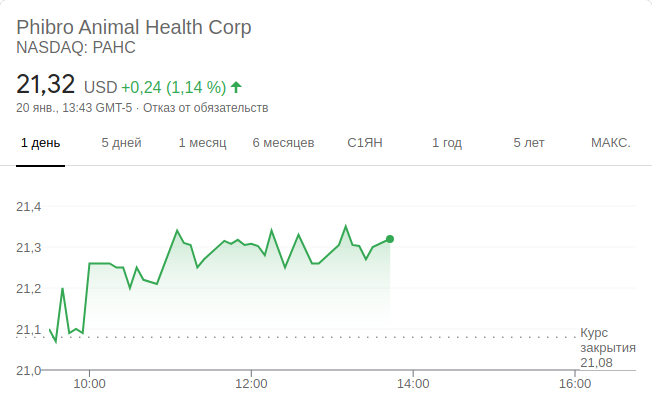 Phibro Animal Health Corp
NASDAQ: PAHC
21,32 USD +0,24 (1,14 %)
20 янв., 13:43 GMT-5 · Отказ от обязательств
1 день 5 дней 1 месяц 6 месяцев С1ЯН 1 год 5 лет МАКС.
21,4
21,3
21,2
21,1
21,0
Курс
закрытия
21,08
10:00 12:00 14:00 16:00